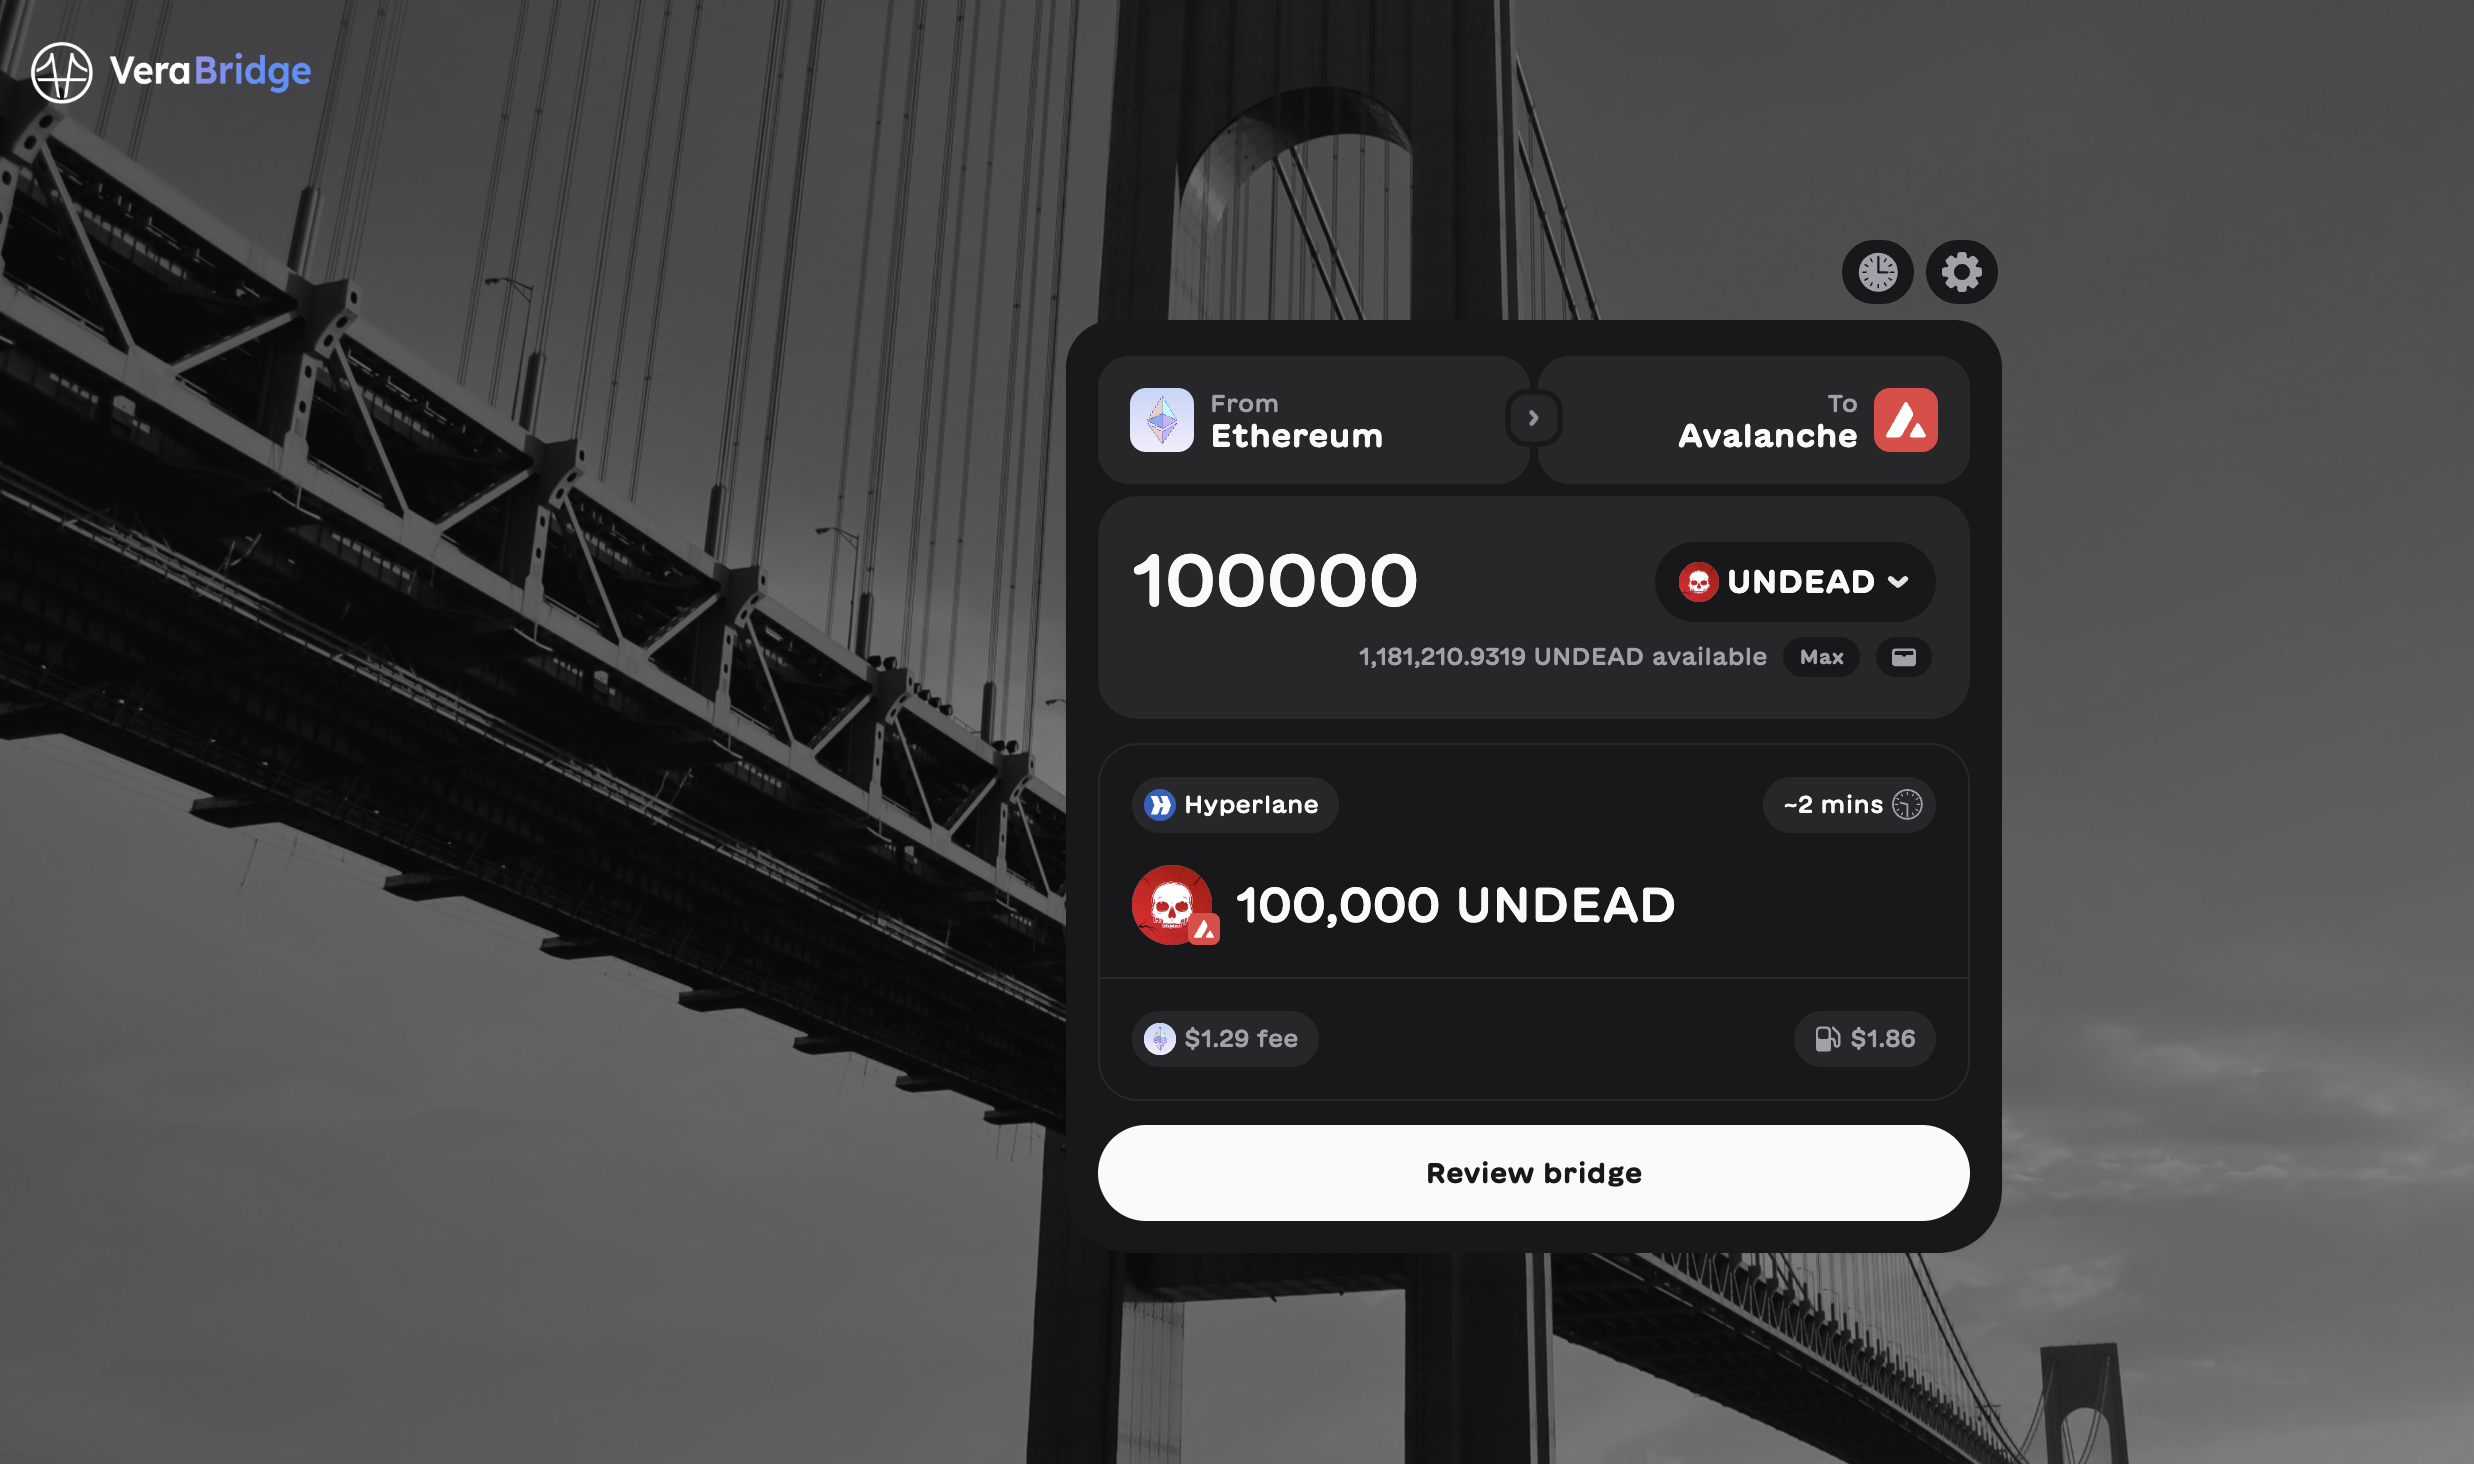 VeraBridge
From
Ethereum
To
Avalanche
100000
UNDEAD
1,181,210.9319 UNDEAD available
Max
Hyperlane
~2 mins
100,000 UNDEAD
$1.29 fee
$1.86
Review bridge